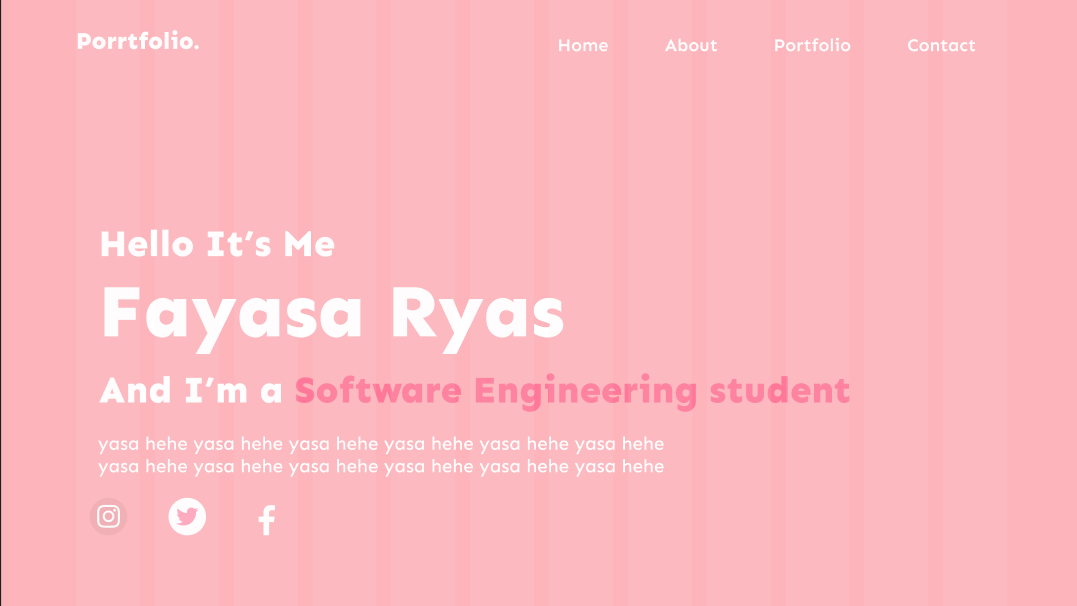 Porrtfolio.
Home About Portfolio Contact
Hello It’s Me
Fayasa Ryas
And I’m a Software Engineering student
yasa hehe yasa hehe yasa hehe yasa hehe yasa hehe yasa hehe
yasa hehe yasa hehe yasa hehe yasa hehe yasa hehe yasa hehe